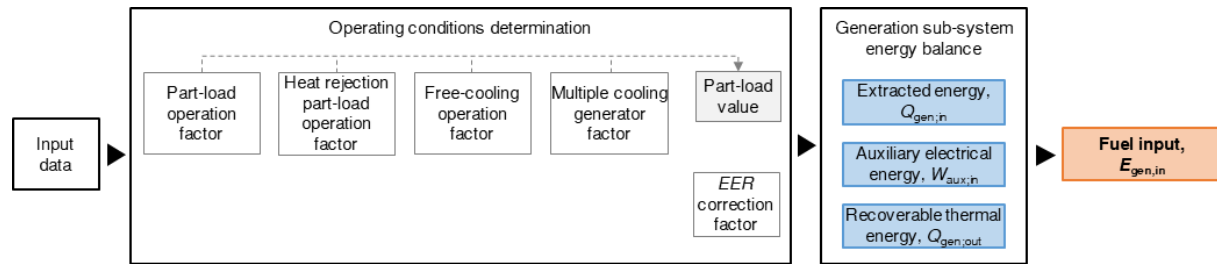 Operating conditions determination
Generation sub-system
energy balance
Input
data
Part-load
operation
factor
Heat rejection
part-load
operation
factor
Free-cooling
operation
factor
Multiple cooling
generator
factor
Part-load
value
EER
correction
factor
Extracted energy,
Qgen;in
Auxiliary electrical
energy, Waux;in
Recoverable thermal
energy, Qgen;out
Fuel input,
Egen,in